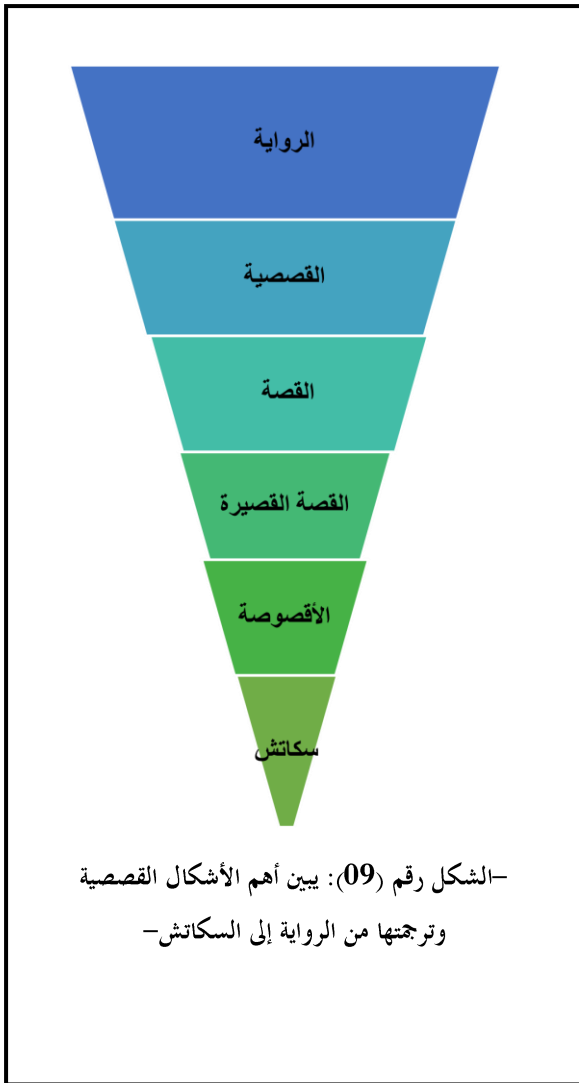 الرواية
القصصية
القصة
القصة القصيرة
الأقصوصة
سكاتش
-الشكل رقم (09): يبين أهم الأشكال القصصية
وترجمتها من الرواية إلى السكاتش-